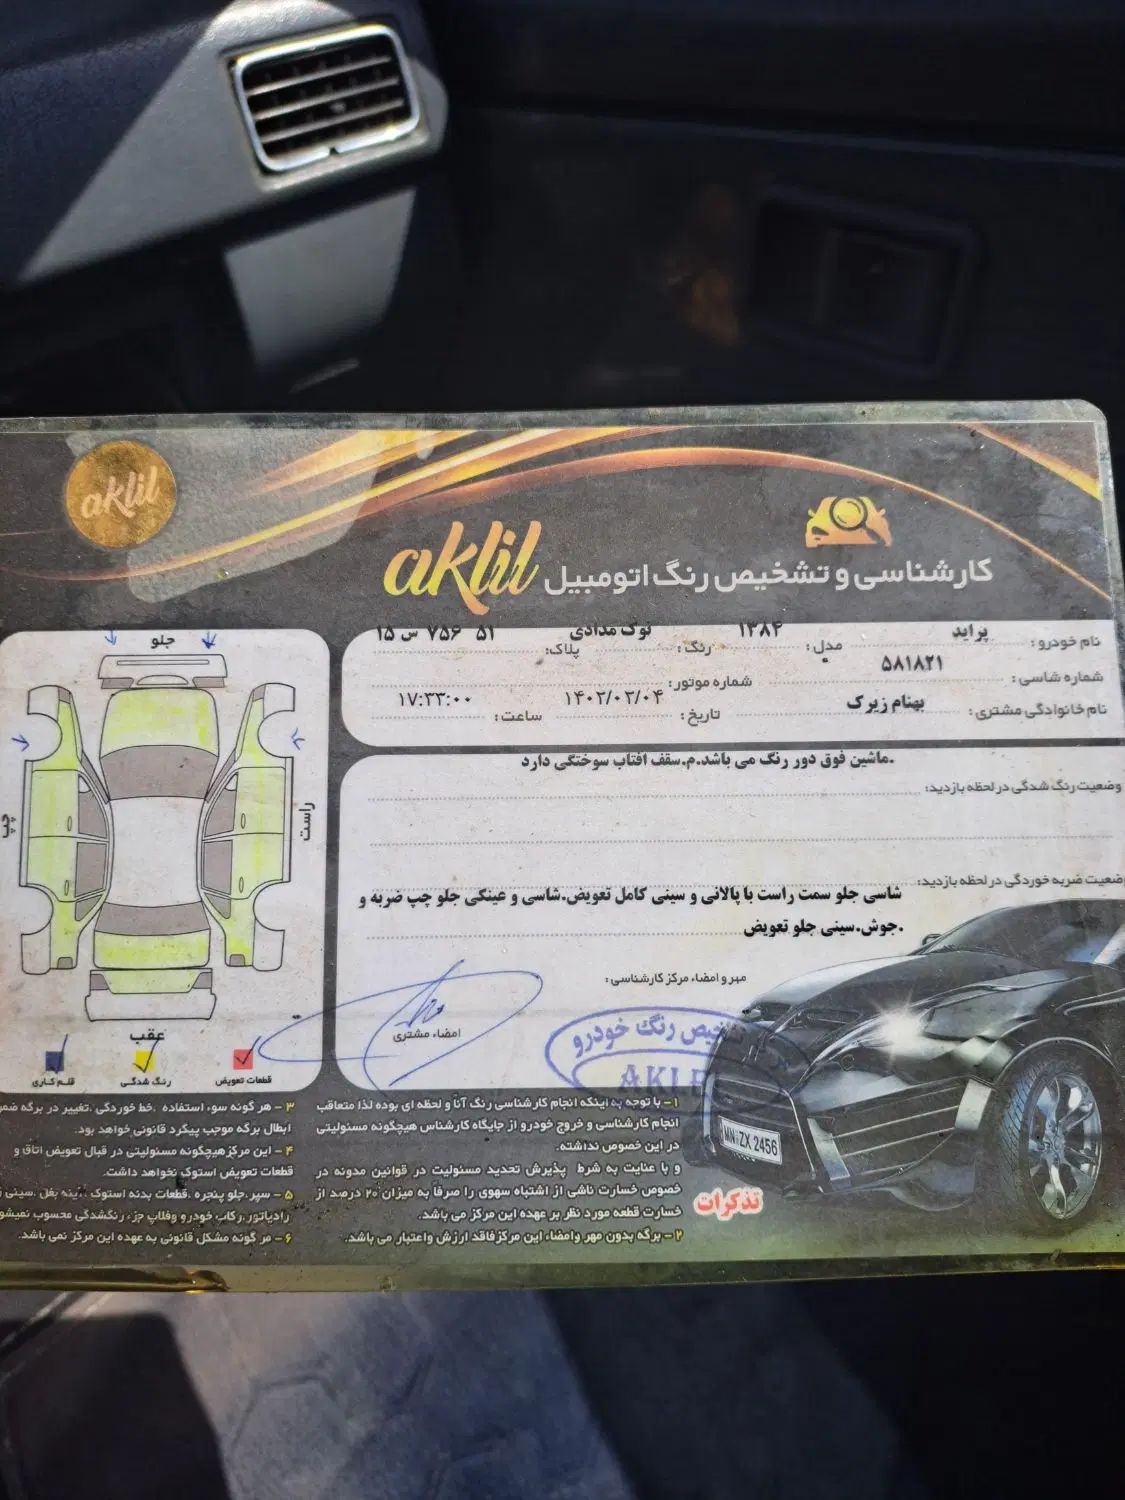 aklil
کارشناسی و تشخیص رنگ اتومبیل aklil
نام خودرو: پراید مدل: ۱۳۸۴ رنگ: نوک مدادی پلاک: ۵۱ ۷۵۶ س ۱۵
شماره شاسی: ۵۸۱۸۲۱ شماره موتور:
نام خانوادگی مشتری: بهنام زیرک تاریخ: ۱۴۰۲/۰۲/۰۴ ساعت: ۱۷:۳۳:۰۰
.ماشین فوق دور رنگ می باشد.م.سقف افتاب سوختگی دارد
وضعیت رنگ شدگی در لحظه بازدید:
وضعیت ضربه خوردگی در لحظه بازدید:
شاسی جلو سمت راست با پالانی و سینی کامل تعویض.شاسی و عینکی جلو چپ ضربه و
.جوش.سینی جلو تعویض
مهر و امضاء مرکز کارشناسی:
امضاء مشتری
تشخیص رنگ خودرو
جلو
راست
چپ
عقب
قطعات تعویض
رنگ شدگی
قلم کاری
تذکرات
۱- با توجه به اینکه انجام کارشناسی رنگ آنا و لحظه ای بوده لذا متعاقب
انجام کارشناسی و خروج خودرو از جایگاه کارشناس هیچگونه مسئولیتی
در این خصوص نداشته.
و با عنایت به شرط پذیرش تحدید مسئولیت در قوانین مدونه در
خصوص خسارت ناشی از اشتباه سهوی را صرفا به میزان ۲۰ درصد از
خسارت قطعه مورد نظر بر عهده این مرکز می باشد.
۲- برگه بدون مهر وامضاء این مرکز فاقد ارزش واعتبار می باشد.
۳- هر گونه سوء استفاده .خط خوردگی .تغییر در برگه
ابطال برگه موجب پیگرد قانونی خواهد بود.
۴- این مرکز هیچگونه مسئولیتی در قبال تعویض اتاق و
قطعات تعویض استوک نخواهد داشت.
۵- سپر.جلو پنجره .قطعات بدنه استوک .آینه بغل .سینی
رادیاتور.رکاب خودرو وفلاپ جزء رنگشدگی محسوب نمیشو
۶- هر گونه مشکل قانونی به عهده این مرکز نمی باشد.
MN:ZX 2456